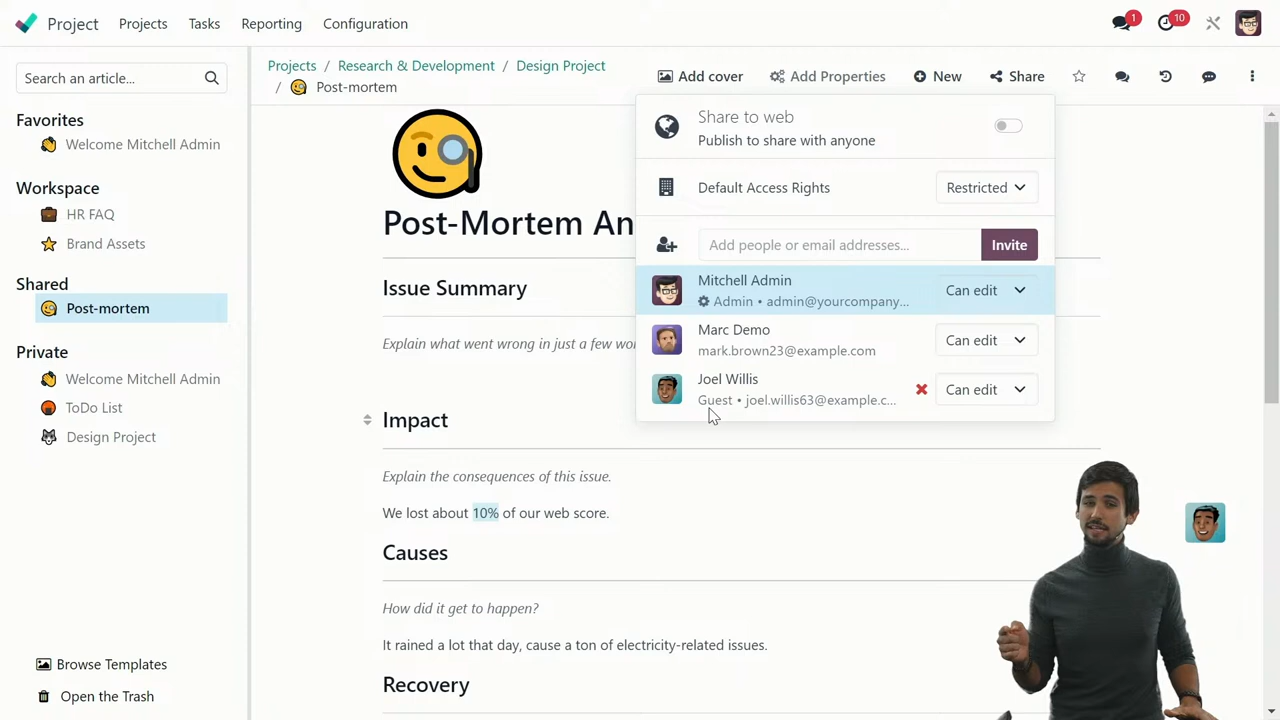 Project
Projects
Tasks
Reporting
Configuration
1
10
Search an article...
Favorites
Welcome Mitchell Admin
Workspace
HR FAQ
Brand Assets
Shared
Post-mortem
Private
Welcome Mitchell Admin
ToDo List
Design Project
Browse Templates
Open the Trash
Projects / Research & Development / Design Project
/ Post-mortem
Add cover
Add Properties
New
Share
Share to web
Publish to share with anyone
Default Access Rights
Restricted
Add people or email addresses...
Invite
Mitchell Admin
Admin • admin@yourcompany...
Can edit
Marc Demo
mark.brown23@example.com
Can edit
Joel Willis
Guest • joel.willis63@example.c...
Can edit
Post-Mortem An
Issue Summary
Explain what went wrong in just a few wo
Impact
Explain the consequences of this issue.
We lost about 10% of our web score.
Causes
How did it get to happen?
It rained a lot that day, cause a ton of electricity-related issues.
Recovery